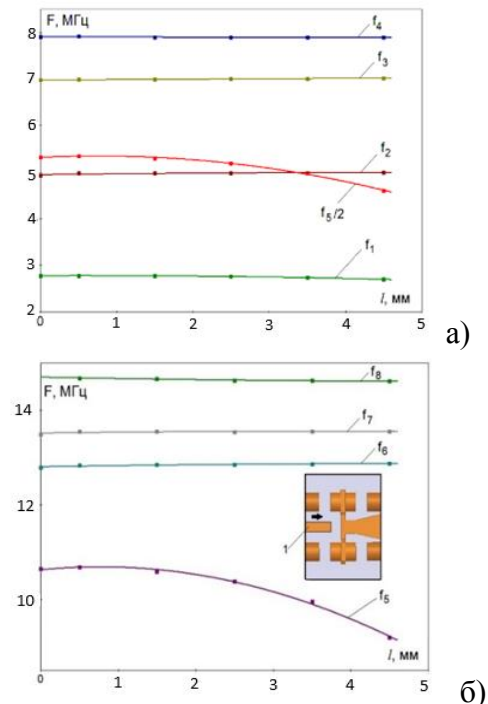 F, МГц
8
7
6
5
4
3
2
f₄
f₃
f₂
f₅/2
f₁
0 1 2 3 4 5
l, мм
а)
F, МГц
14
12
10
f₈
f₇
f₆
1
f₅
l, мм
0 1 2 3 4 5
б)